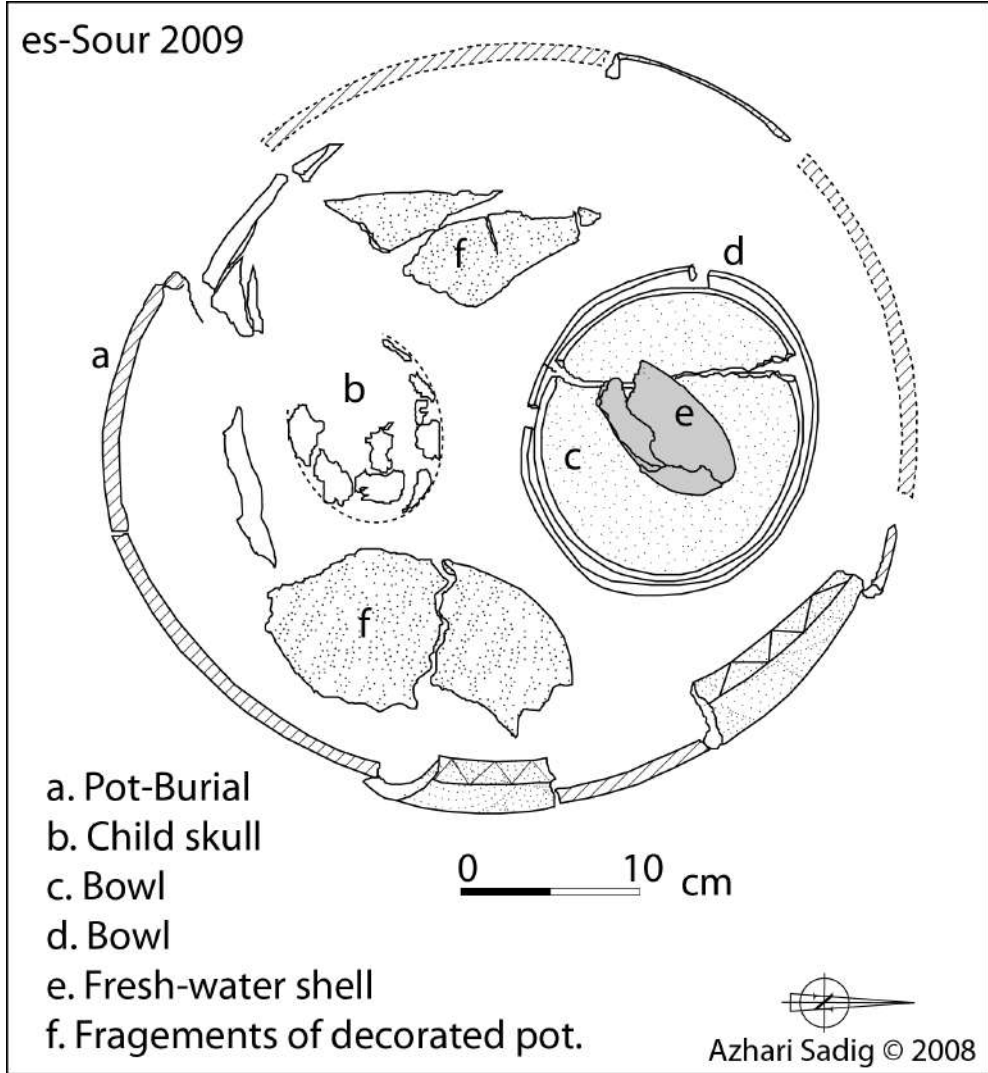 es-Sour 2009
d
f
a
b
e
c
f
a. Pot-Burial
b. Child skull
c. Bowl
d. Bowl
e. Fresh-water shell
f. Fragements of decorated pot.
0 10 cm
Azhari Sadig © 2008